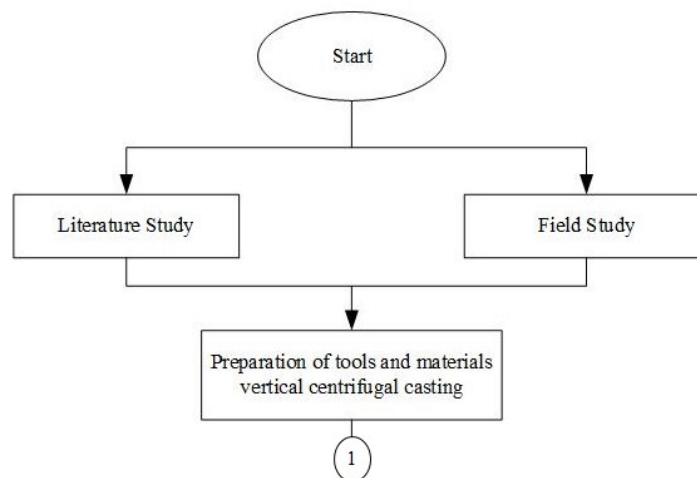 Start
Literature Study
Field Study
Preparation of tools and materials
vertical centrifugal casting
1